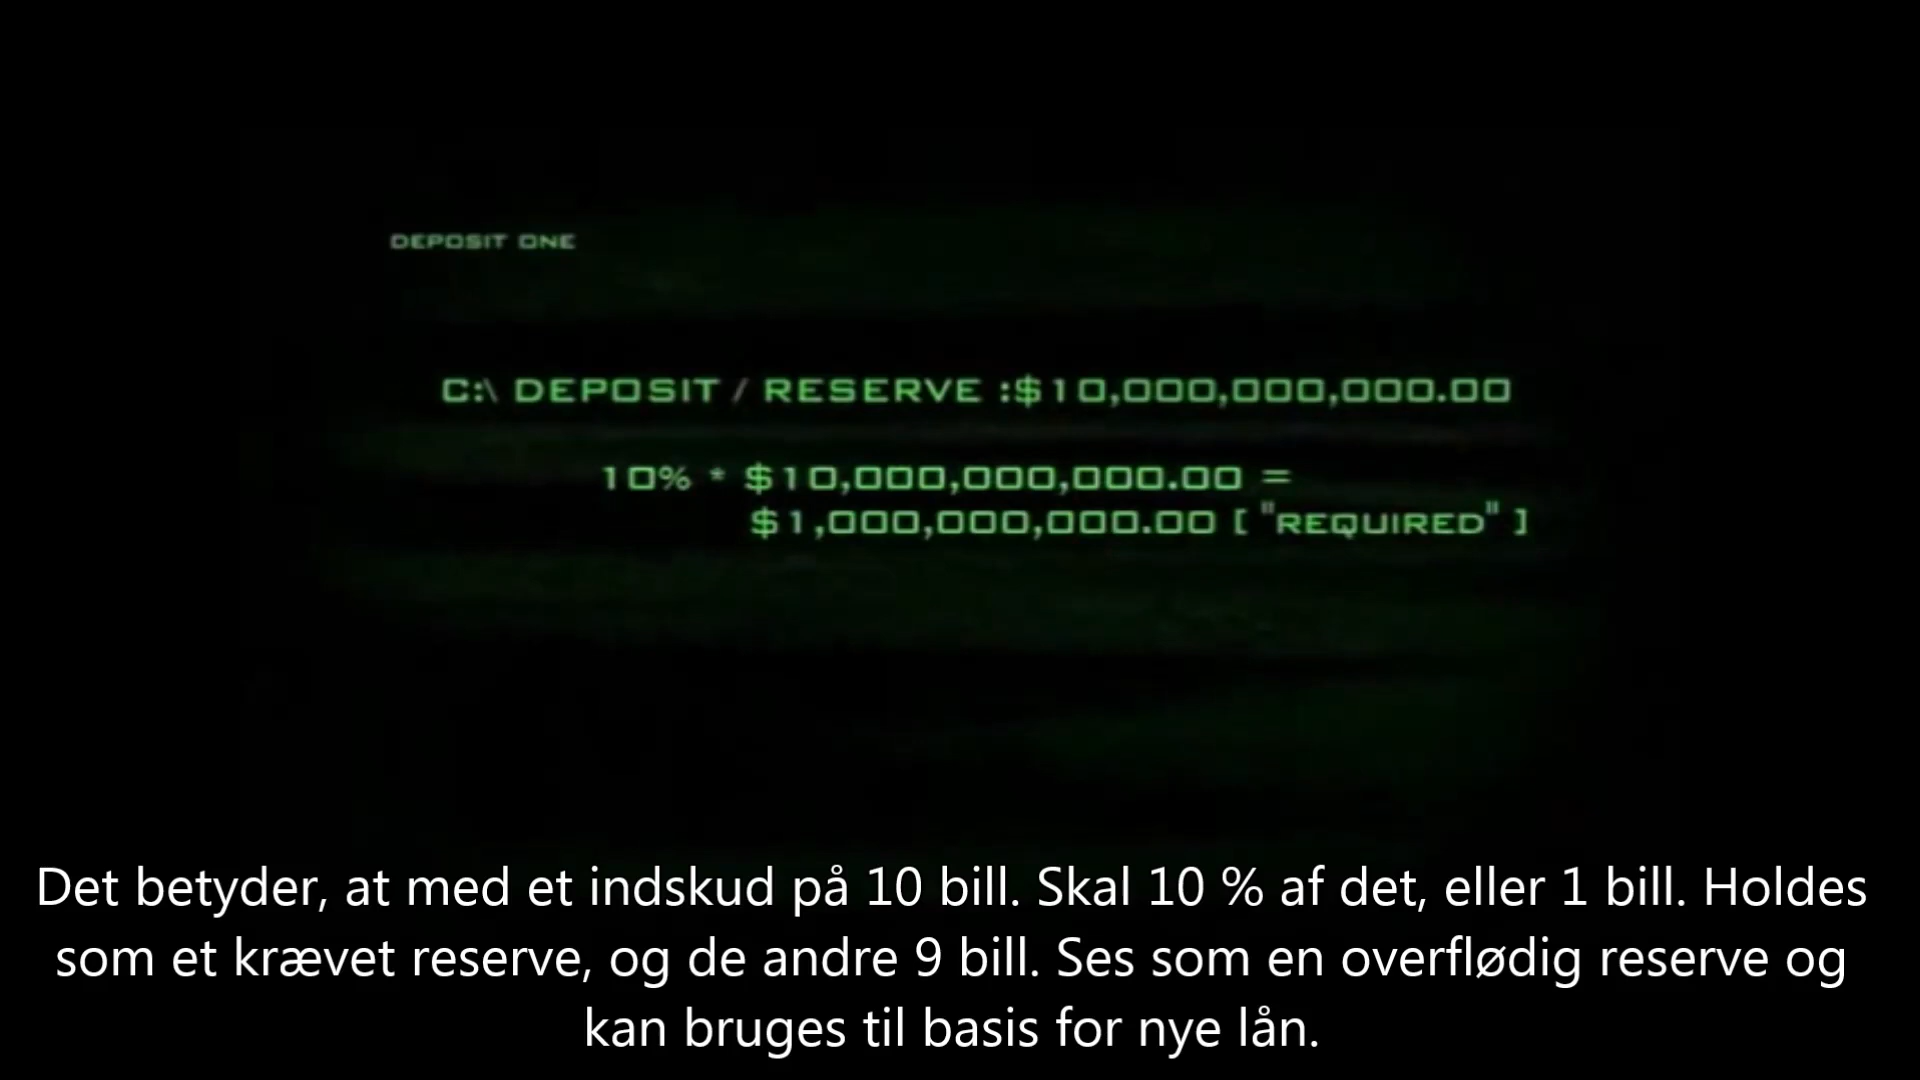 DEPOSIT ONE
C:\ DEPOSIT / RESERVE :$10,000,000,000.00
10% * $10,000,000,000.00 =
$1,000,000,000.00 [ "REQUIRED" ]
Det betyder, at med et indskud på 10 bill. Skal 10 % af det, eller 1 bill. Holdes
som et krævet reserve, og de andre 9 bill. Ses som en overflødig reserve og
kan bruges til basis for nye lån.